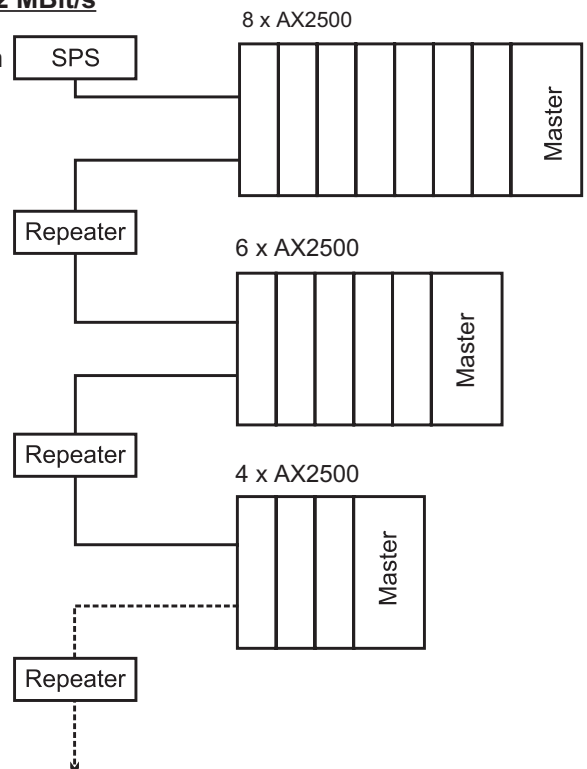 2 MBit/s
8 x AX2500
SPS
Master
Repeater
6 x AX2500
Master
Repeater
4 x AX2500
Master
Repeater